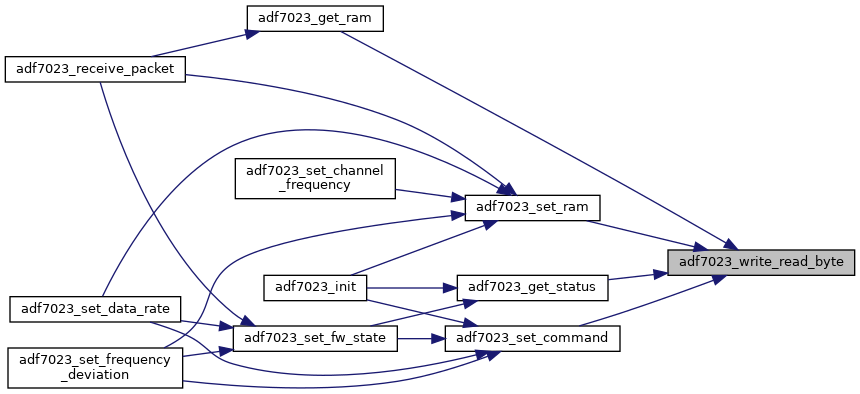 adf7023_get_ram
adf7023_receive_packet
adf7023_set_channel
_frequency
adf7023_set_ram
adf7023_write_read_byte
adf7023_init
adf7023_get_status
adf7023_set_data_rate
adf7023_set_fw_state
adf7023_set_command
adf7023_set_frequency
_deviation